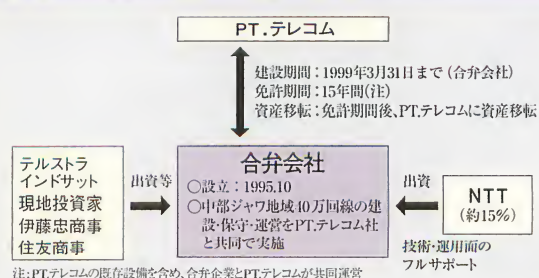 PT.テレコム
建設期間：1999年3月31日まで（合弁会社）
免許期間：15年間(注)
資産移転：免許期間後、PT.テレコムに資産移転
テルストラ
インドサット
現地投資家
伊藤忠商事
住友商事
出資等
合弁会社
○設立：1995.10
○中部ジャワ地域40万回線の建
設・保守・運営をPT.テレコム社
と共同で実施
出資
NTT
(約15%)
技術・運用面の
フルサポート
注：PT.テレコムの既存設備を含め、合弁企業とPT.テレコムが共同運営